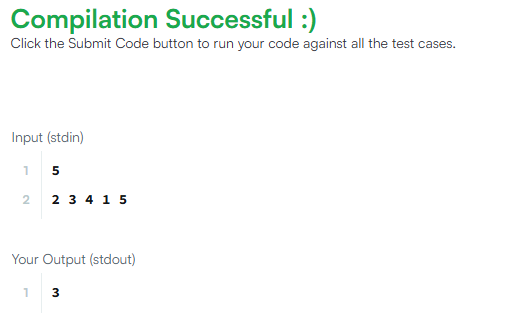 Compilation Successful :)
Click the Submit Code button to run your code against all the test cases.
Input (stdin)
1 5
2 2 3 4 1 5
Your Output (stdout)
1 3